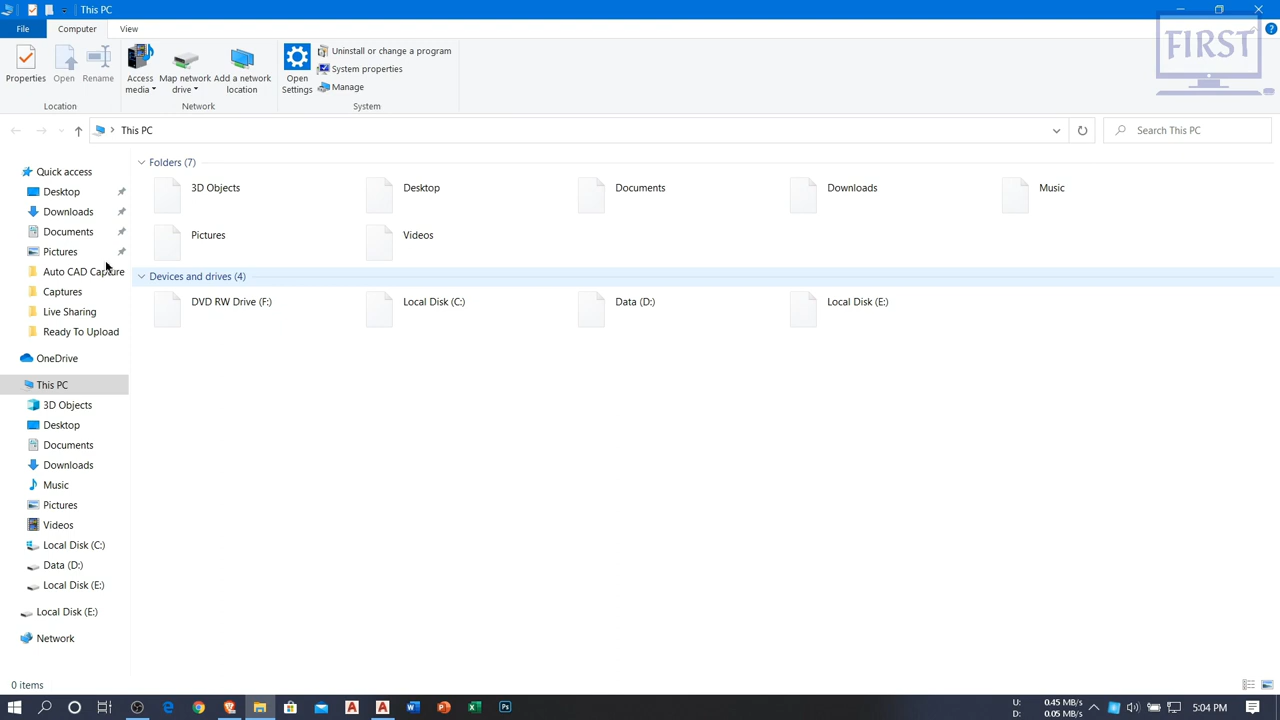 This PC
File
Computer
View
FIRST
Properties
Open
Rename
Access media
Map network drive
Add a network location
Open Settings
Uninstall or change a program
System properties
Manage
Location
Network
System
This PC
Search This PC
Quick access
Desktop
Downloads
Documents
Pictures
Auto CAD Capture
Captures
Live Sharing
Ready To Upload
OneDrive
This PC
3D Objects
Desktop
Documents
Downloads
Music
Pictures
Videos
Local Disk (C:)
Data (D:)
Local Disk (E:)
Local Disk (E:)
Network
Folders (7)
3D Objects
Desktop
Documents
Downloads
Music
Pictures
Videos
Devices and drives (4)
DVD RW Drive (F:)
Local Disk (C:)
Data (D:)
Local Disk (E:)
0 items
U: 0.45 MB/s
D: 0.05 MB/s
5:04 PM